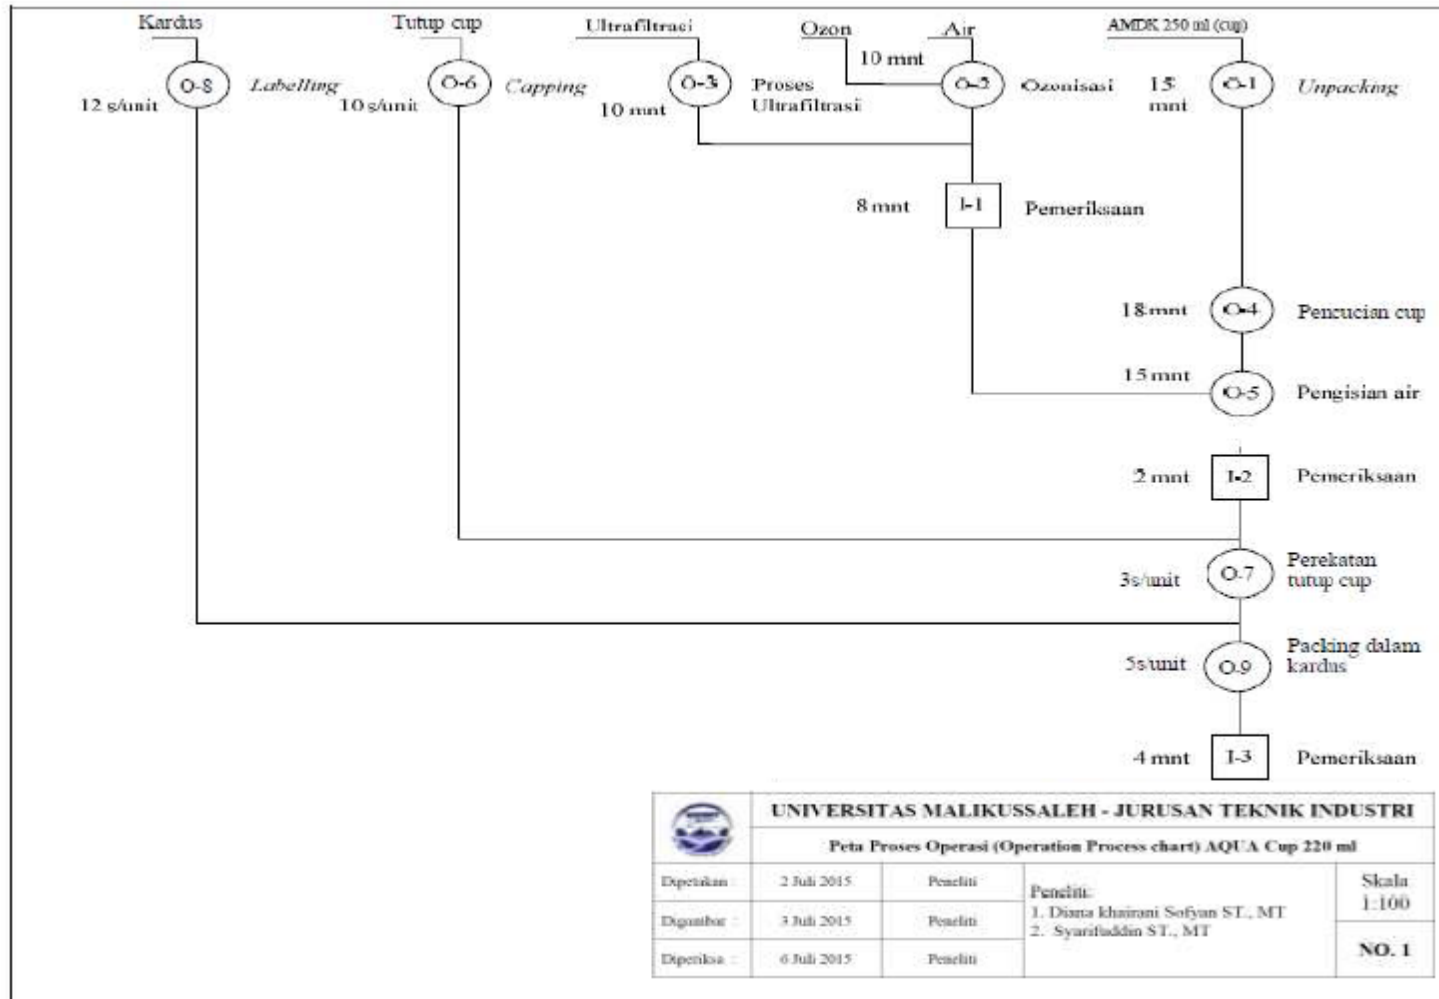 Kardus
Tutup cup
Ultrafiltrasi
Ozon
Air
AMDK 250 ml (cup)
10 mnt
O-8
Labelling
12 s/unit
O-6
Capping
10 s/unit
O-3
Proses
Ultrafiltrasi
10 mnt
O-2
Ozonisasi
15
mnt
O-1
Unpacking
8 mnt
I-1
Pemeriksaan
18 mnt
O-4
Pencucian cup
15 mnt
O-5
Pengisian air
2 mnt
I-2
Pemeriksaan
3s/unit
O-7
Perekatan
tutup cup
5s/unit
O-9
Packing dalam
kardus
4 mnt
I-3
Pemeriksaan
UNIVERSITAS MALIKUSSALEH - JURUSAN TEKNIK INDUSTRI
Peta Proses Operasi (Operation Process chart) AQUA Cup 220 ml
Dipetakan : 2 Juli 2015 Peneliti
Digambar : 3 Juli 2015 Peneliti
Diperiksa : 6 Juli 2015 Peneliti
Peneliti:
1. Diana khairani Sofyan ST., MT
2. Syarifuddin ST., MT
Skala
1:100
NO. 1